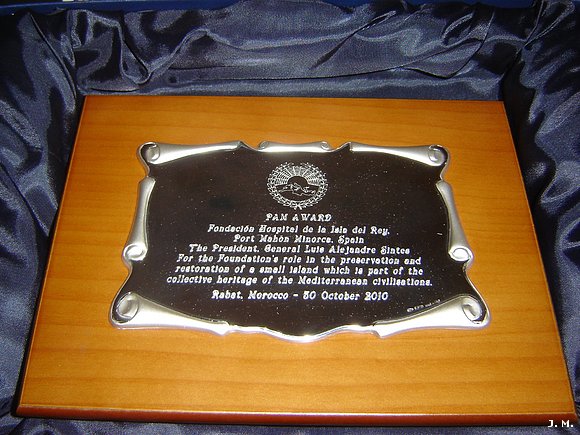 PAM AWARD
Fondación Hospital de la Isla del Rey,
Port Mahón Minorca, Spain
The President, General Luis Alejandre Sintes
For the Foundation's role in the preservation and
restoration of a small island which is part of the
collective heritage of the Mediterranean civilisations.
Rabat, Morocco - 30 October 2010
J. M.